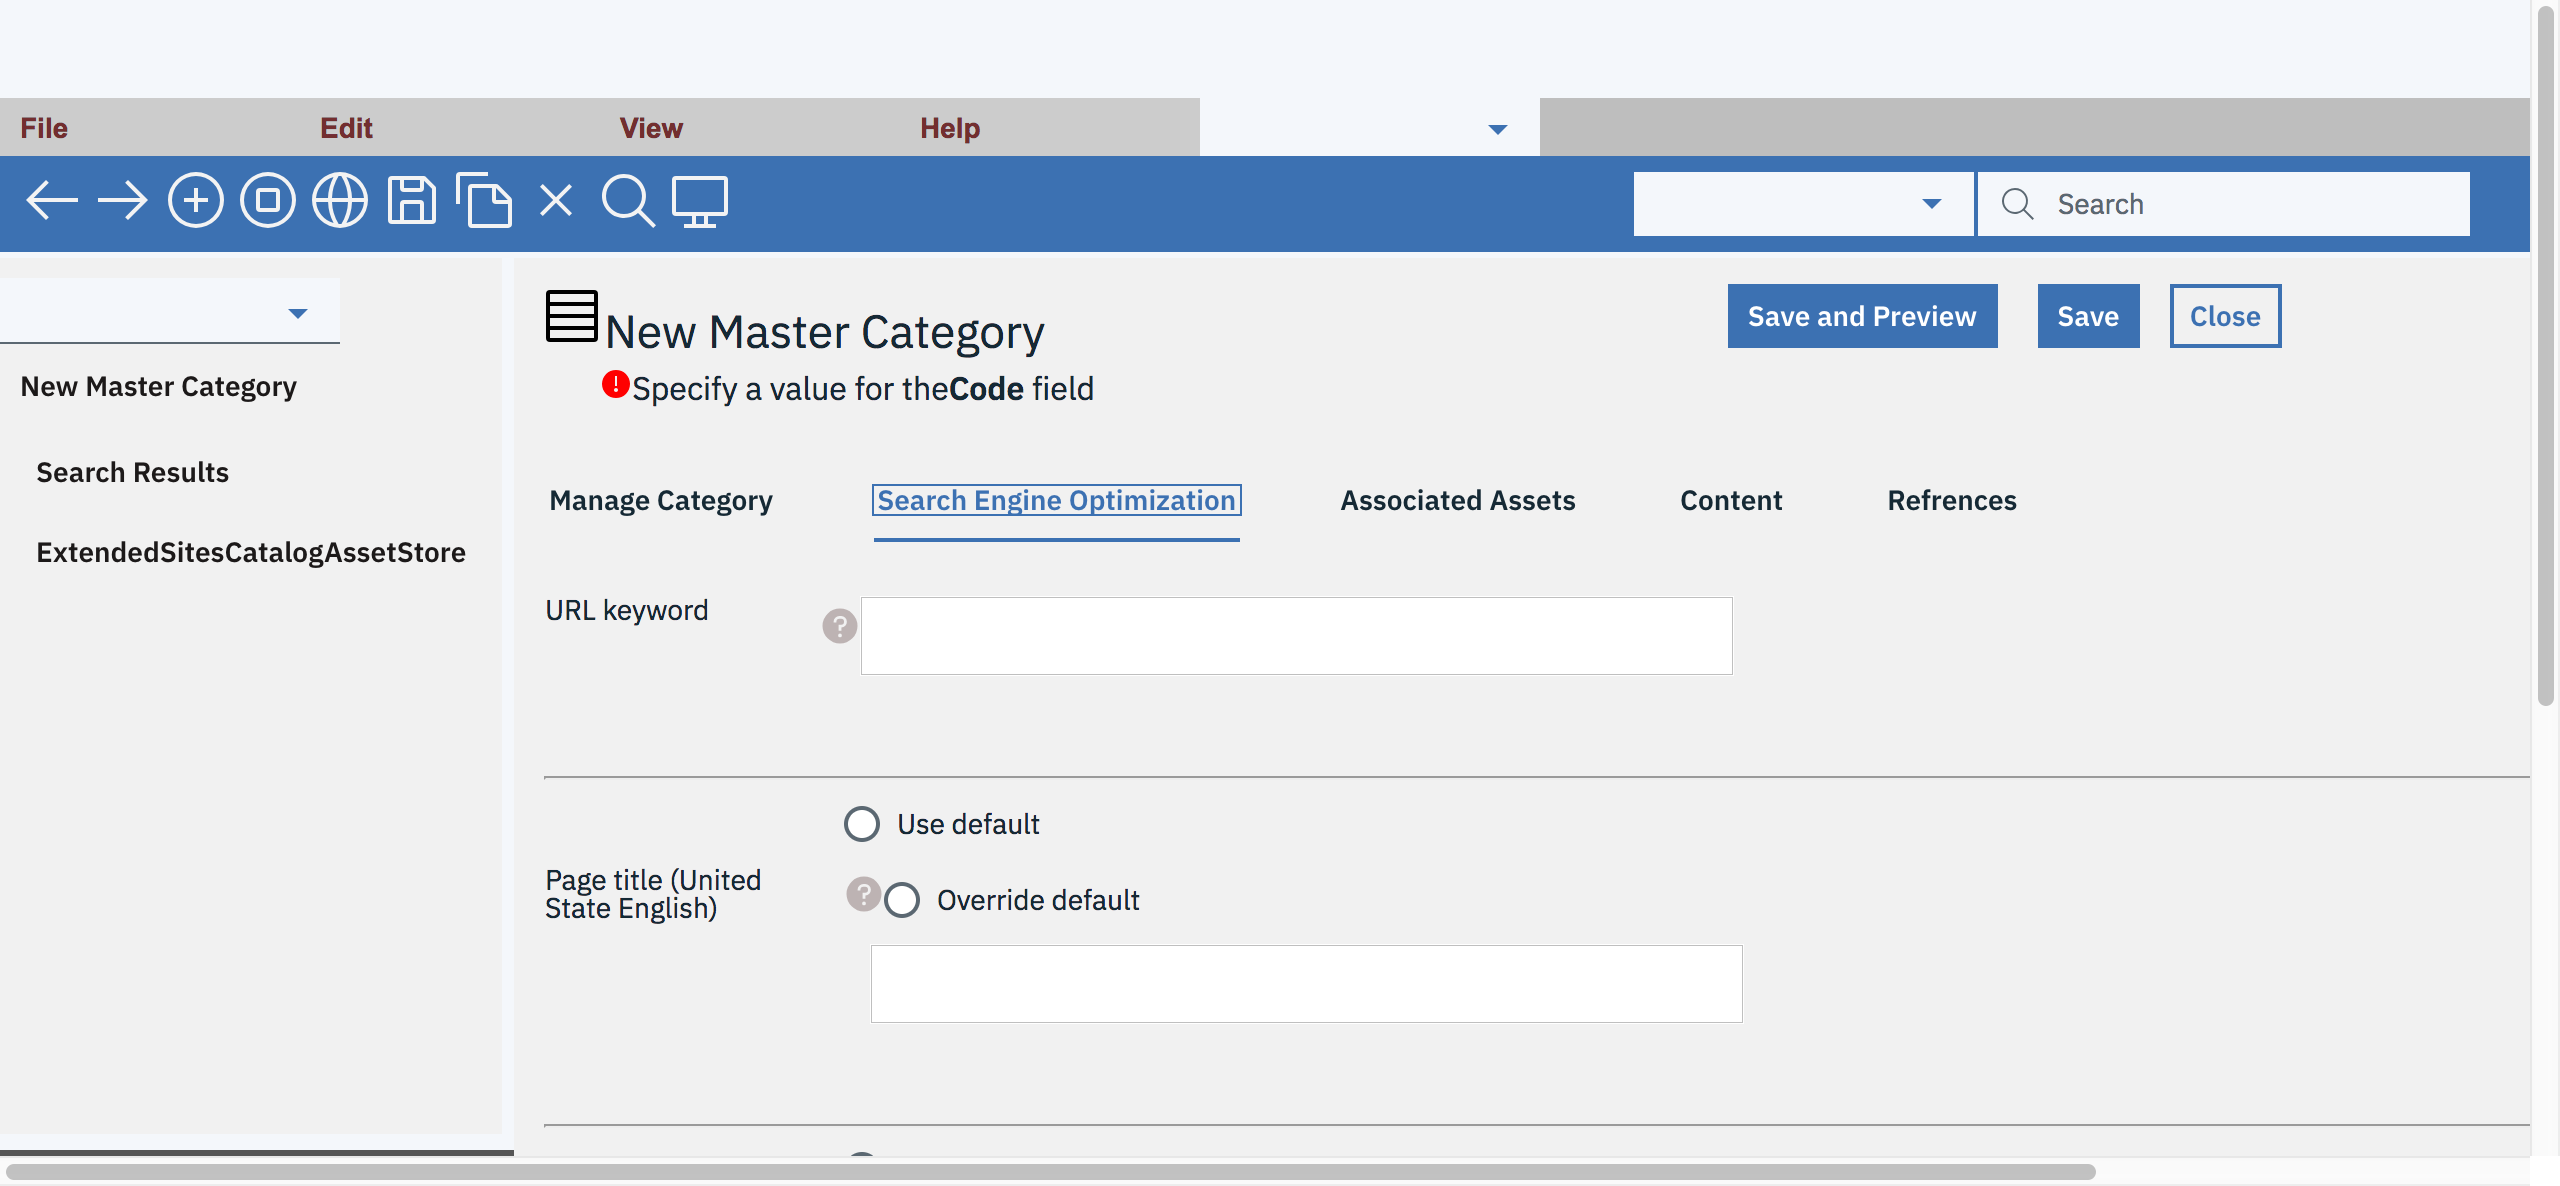 File Edit View Help
Search
New Master Category
Save and Preview Save Close
Specify a value for theCode field
New Master Category
Search Results
ExtendedSitesCatalogAssetStore
Manage Category Search Engine Optimization Associated Assets Content Refrences
URL keyword ?
Use default
Page title (United
State English)
? Override default